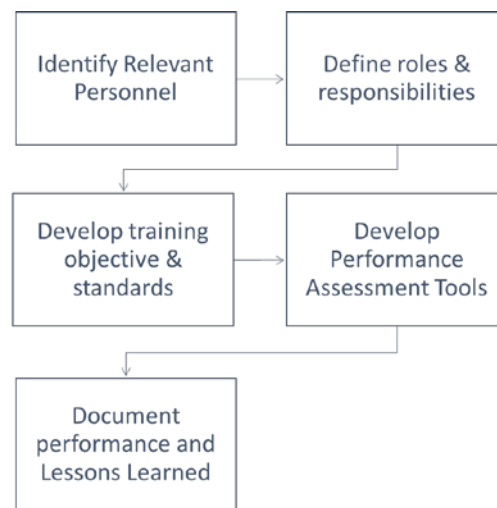 Identify Relevant
Personnel
Define roles &
responsibilities
Develop training
objective &
standards
Develop
Performance
Assessment Tools
Document
performance and
Lessons Learned